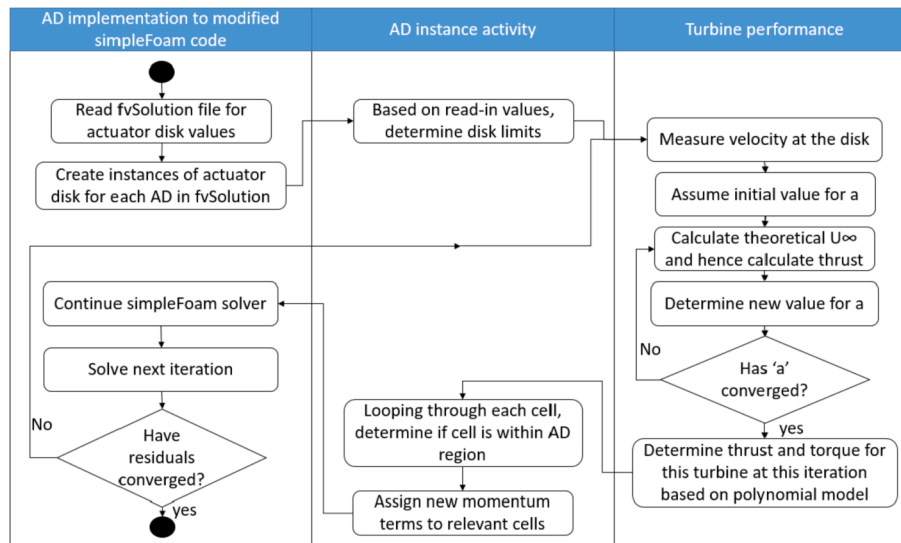 AD implementation to modified
simpleFoam code
AD instance activity
Turbine performance
Read fvSolution file for
actuator disk values
Create instances of actuator
disk for each AD in fvSolution
Based on read-in values,
determine disk limits
Measure velocity at the disk
Assume initial value for a
Calculate theoretical U∞
and hence calculate thrust
Determine new value for a
No
Has ‘a’
converged?
yes
Determine thrust and torque for
this turbine at this iteration
based on polynomial model
Looping through each cell,
determine if cell is within AD
region
Assign new momentum
terms to relevant cells
Continue simpleFoam solver
Solve next iteration
No
Have
residuals
converged?
yes